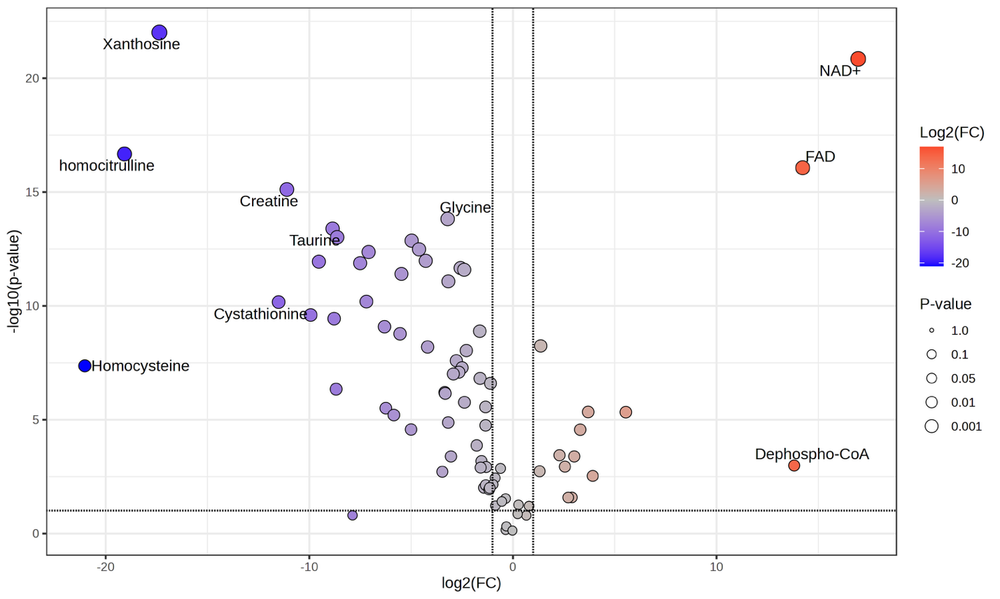 Xanthosine
NAD+
homocitrulline
FAD
Creatine
Glycine
Taurine
Cystathionine
Homocysteine
Dephospho-CoA
20
15
10
5
0
-log10(p-value)
-20
-10
0
10
log2(FC)
Log2(FC)
10
0
-10
-20
P-value
1.0
0.1
0.05
0.01
0.001